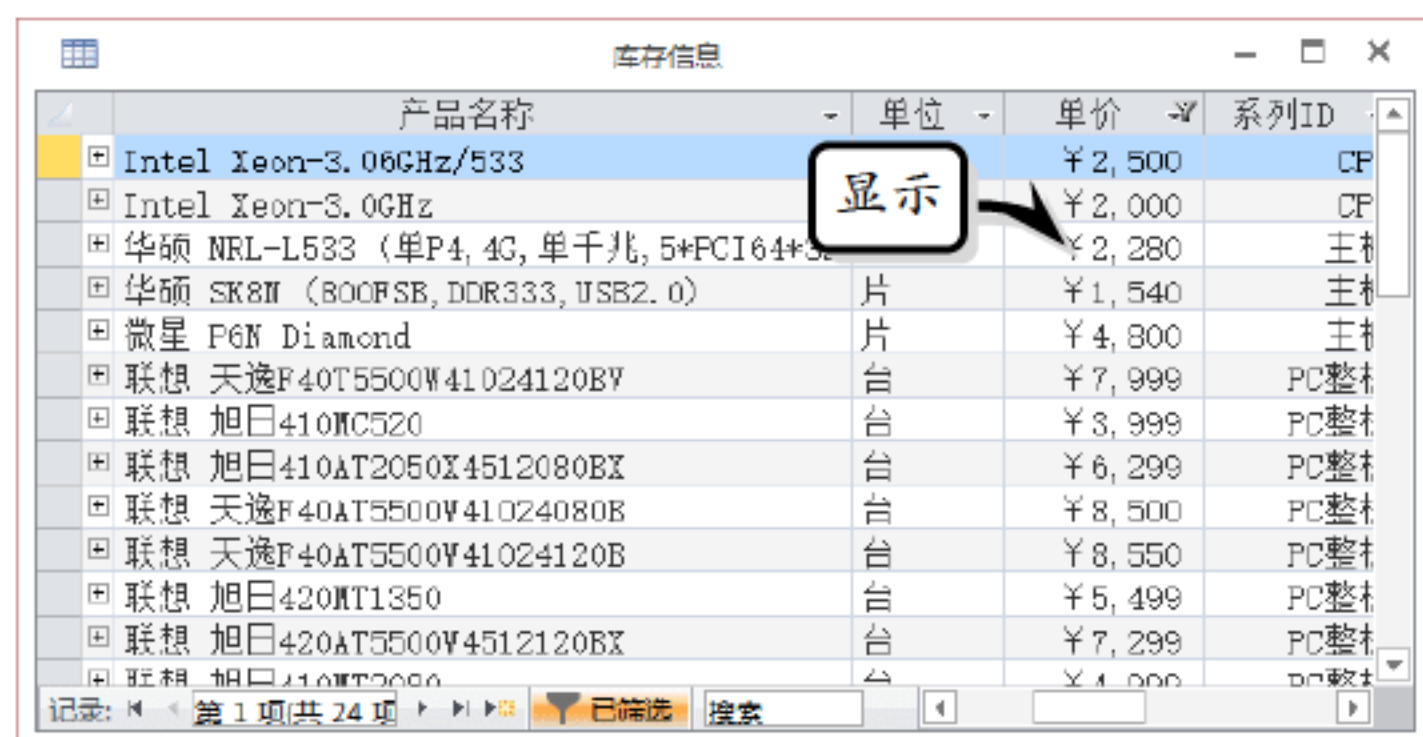 库存信息
产品名称 单位 单价 系列ID
Intel Xeon-3.06GHz/533 ¥2,500 CP
Intel Xeon-3.0GHz ¥2,000 CP
显示
华硕 NRL-L533 (单P4,4G,单千兆,5*PCI64*3 ¥2,280 主
华硕 SK8N (800FSB,DDR333,USB2.0) 片 ¥1,540 主
微星 P6N Diamond 片 ¥4,800 主
联想 天逸F40T5500W41024120BV 台 ¥7,999 PC整
联想 旭日410MC520 台 ¥3,999 PC整
联想 旭日410AT2050X4512080BX 台 ¥6,299 PC整
联想 天逸F40AT5500V41024080B 台 ¥8,500 PC整
联想 天逸F40AT5500V41024120B 台 ¥8,550 PC整
联想 旭日420MT1350 台 ¥5,499 PC整
联想 旭日420AT5500V4512120BX 台 ¥7,299 PC整
记录: 第 1 项(共 24 项 已筛选 搜索